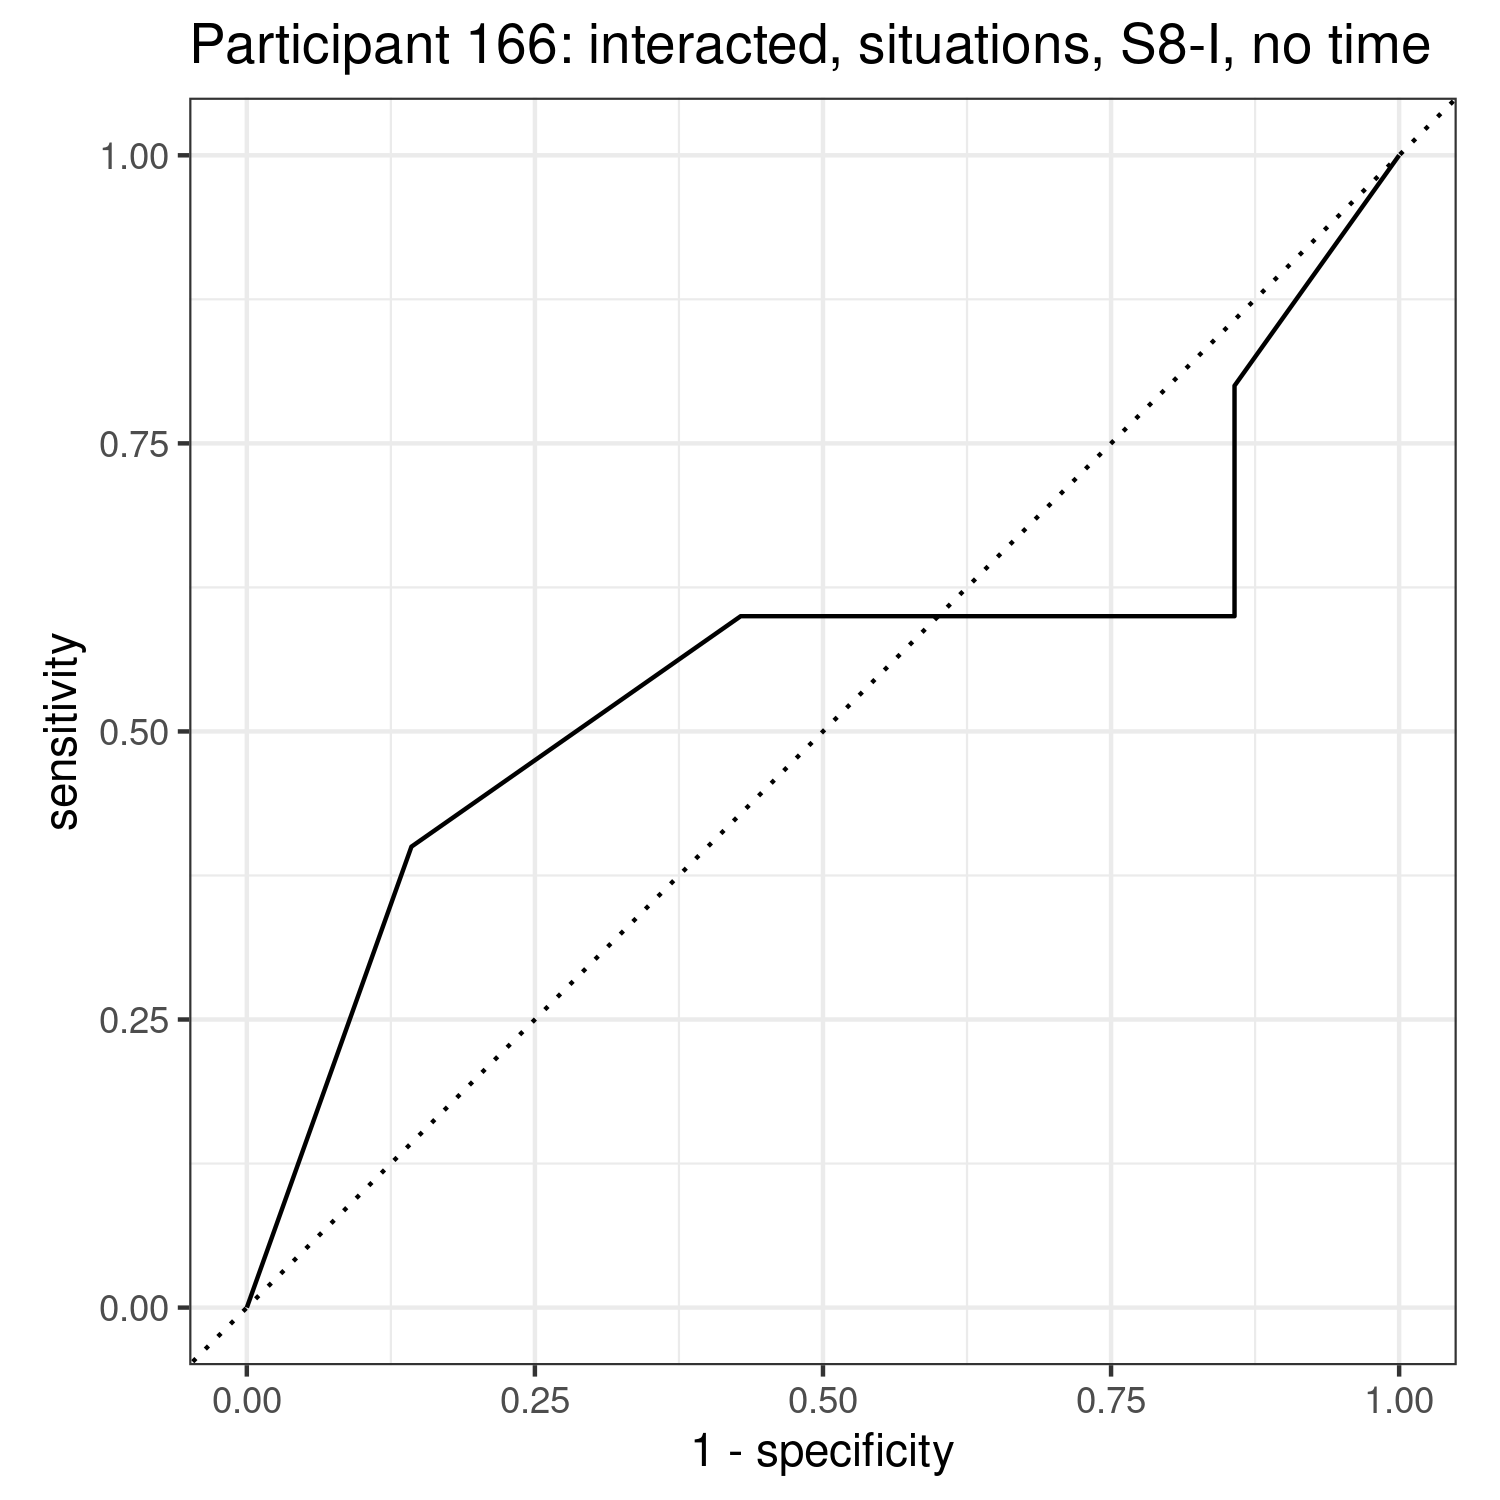 Participant 166: interacted, situations, S8-I, no time
1.00
0.75
0.50
0.25
0.00
sensitivity
0.00 0.25 0.50 0.75 1.00
1 - specificity